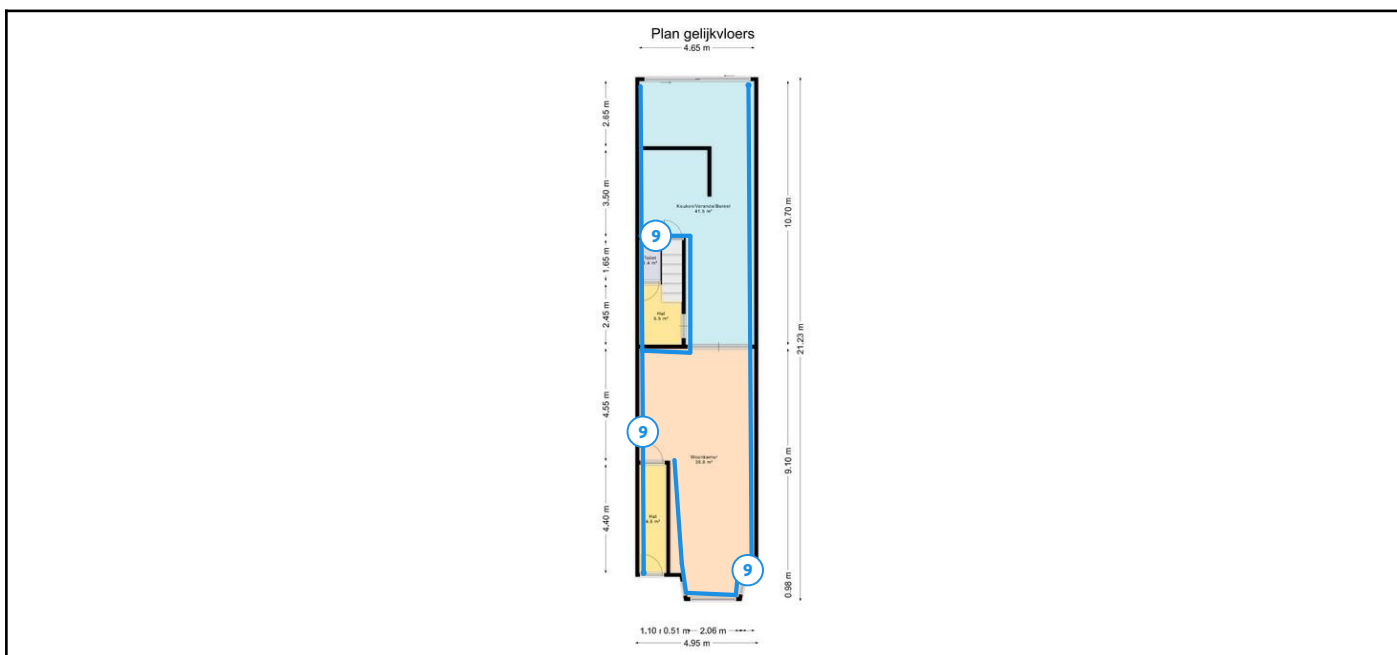 Plan gelijkvloers
4.65 m
2.65 m
3.50 m
1.65 m
2.45 m
4.55 m
4.40 m
10.70 m
9.10 m
0.98 m
21.23 m
Keuken/Veranda/Bureel
41.5 m²
9
Toilet
Hal
9
Woonkamer
Hal
9
1.10 m
0.51 m
2.06 m
4.95 m